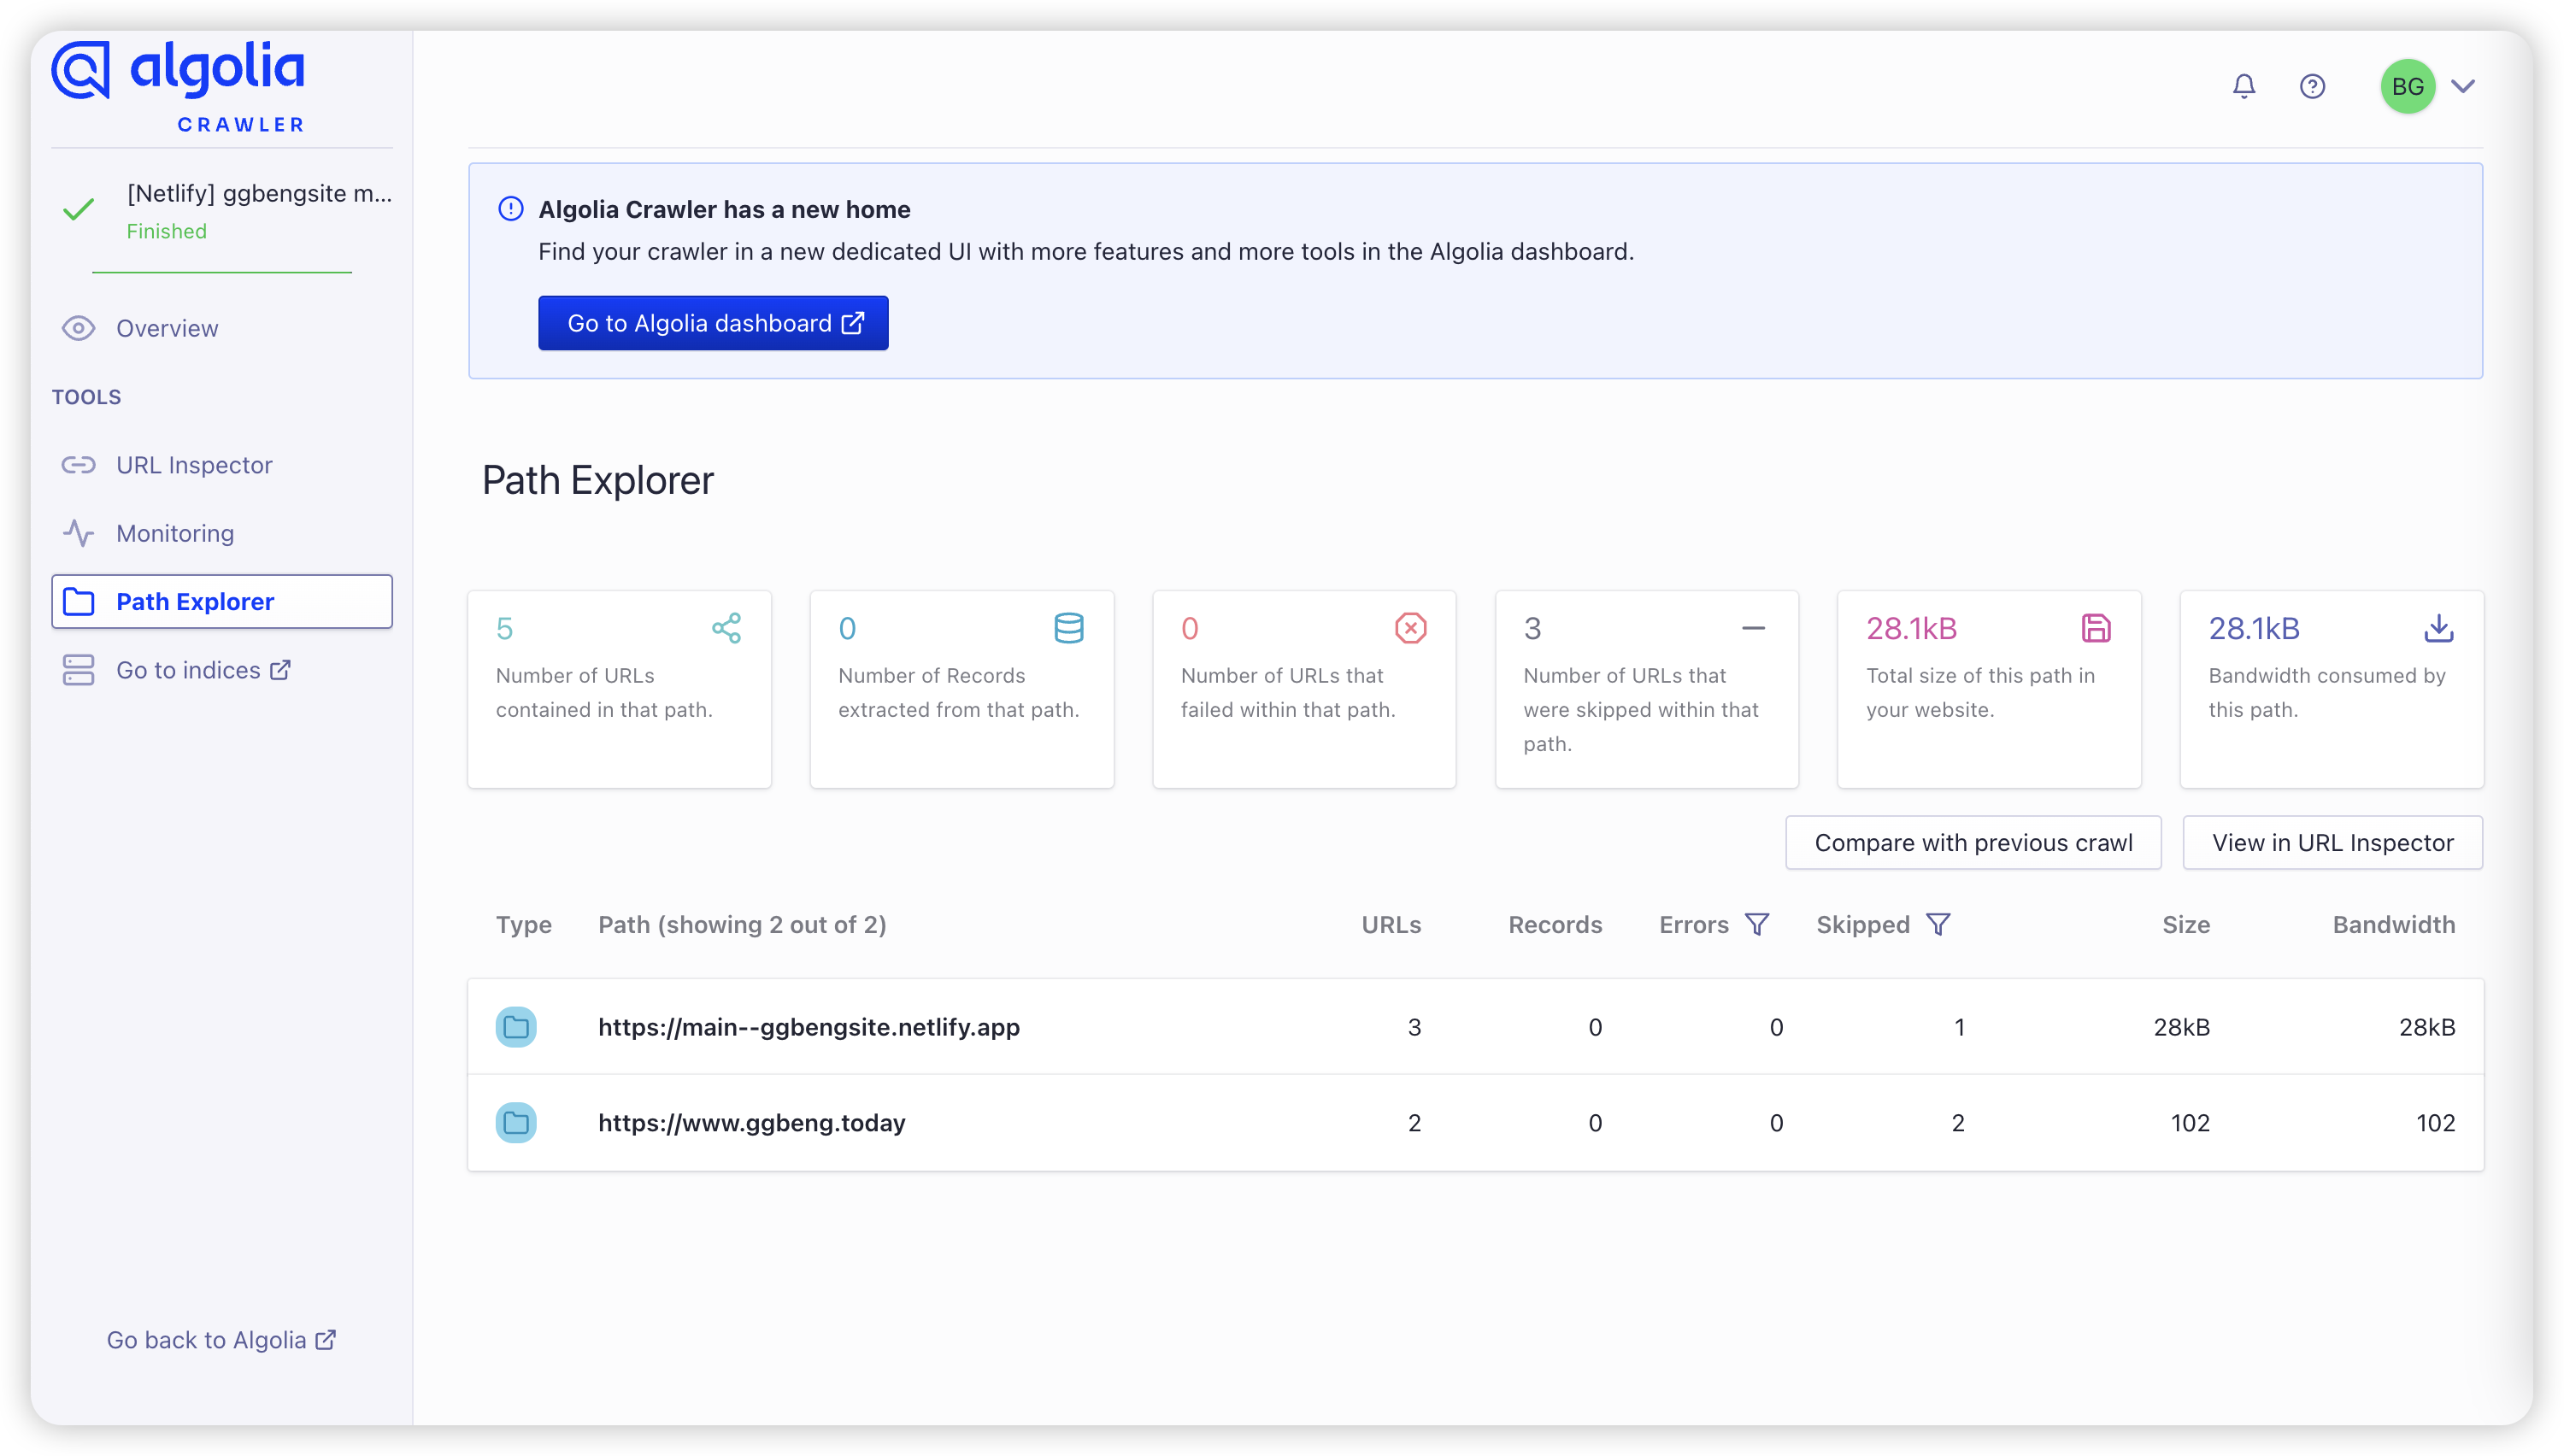 algolia
CRAWLER
[Netlify] ggbengsite m...
Finished
Overview
TOOLS
URL Inspector
Monitoring
Path Explorer
Go to indices
Go back to Algolia
BG
Algolia Crawler has a new home
Find your crawler in a new dedicated UI with more features and more tools in the Algolia dashboard.
Go to Algolia dashboard
Path Explorer
5
Number of URLs
contained in that path.
0
Number of Records
extracted from that path.
0
Number of URLs that
failed within that path.
3
Number of URLs that
were skipped within that
path.
28.1kB
Total size of this path in
your website.
28.1kB
Bandwidth consumed by
this path.
Compare with previous crawl
View in URL Inspector
Type Path (showing 2 out of 2) URLs Records Errors Skipped Size Bandwidth
https://main--ggbengsite.netlify.app 3 0 0 1 28kB 28kB
https://www.ggbeng.today 2 0 0 2 102 102